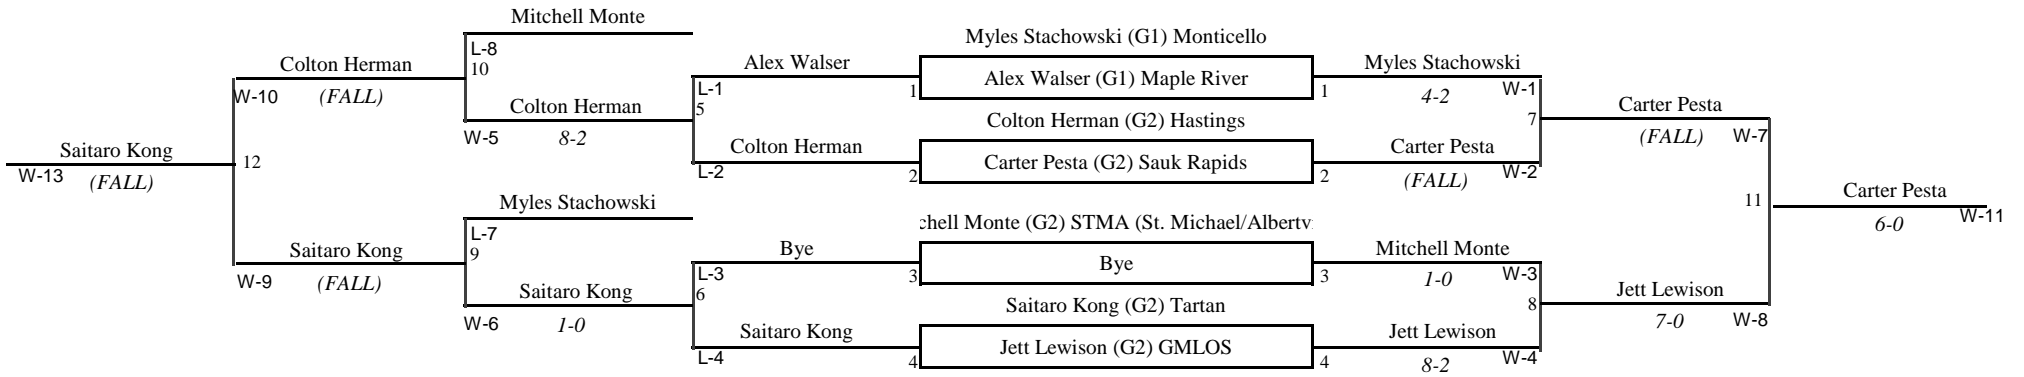 Mitchell Monte
L-8
10
Colton Herman
W-10
(FALL)
Colton Herman
W-5
8-2
Saitaro Kong
W-13
(FALL)
12
Myles Stachowski
L-7
9
Saitaro Kong
W-9
(FALL)
Saitaro Kong
W-6
1-0
Alex Walser
L-1
1
5
Colton Herman
L-2
2
Bye
L-3
3
6
Saitaro Kong
L-4
4
Myles Stachowski (G1) Monticello
Alex Walser (G1) Maple River
Colton Herman (G2) Hastings
Carter Pesta (G2) Sauk Rapids
chell Monte (G2) STMA (St. Michael/Albertv
Bye
Saitaro Kong (G2) Tartan
Jett Lewison (G2) GMLOS
Myles Stachowski
1
4-2
W-1
7
Carter Pesta
2
(FALL)
W-2
Mitchell Monte
3
1-0
W-3
8
Jett Lewison
4
8-2
W-4
Carter Pesta
(FALL)
W-7
11
Jett Lewison
7-0
W-8
Carter Pesta
6-0
W-11